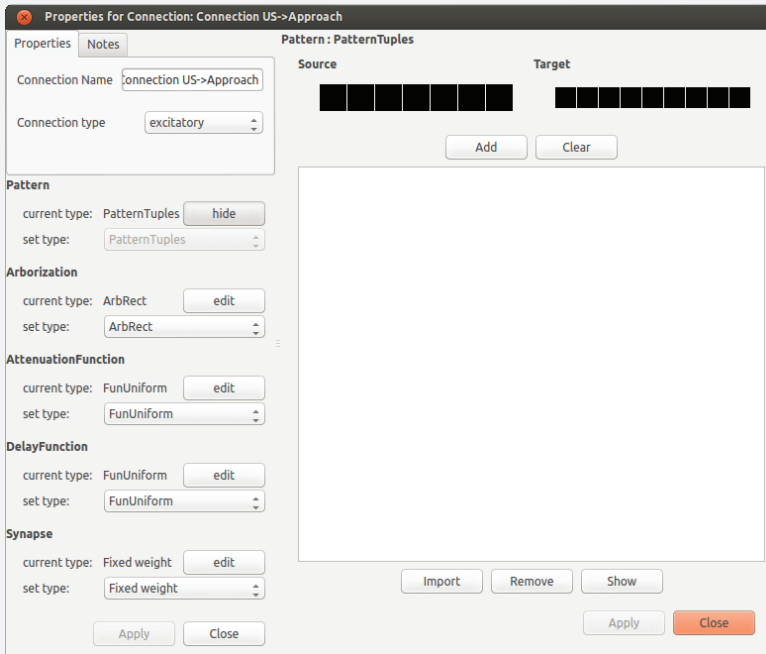 Properties for Connection: Connection US->Approach
Properties
Notes
Connection Name
Connection US->Approach
Connection type
excitatory
Pattern
current type: PatternTuples
hide
set type:
PatternTuples
Arborization
current type: ArbRect
edit
set type:
ArbRect
AttenuationFunction
current type: FunUniform
edit
set type:
FunUniform
DelayFunction
current type: FunUniform
edit
set type:
FunUniform
Synapse
current type: Fixed weight
edit
set type:
Fixed weight
Apply
Close
Pattern : PatternTuples
Source
Target
Add
Clear
Import
Remove
Show
Apply
Close